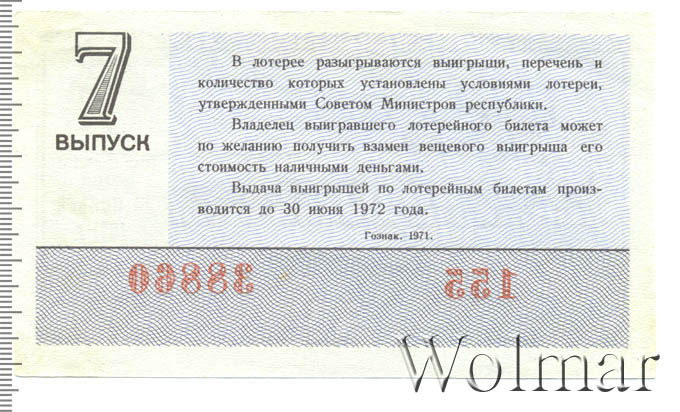 7
ВЫПУСК
В лотерее разыгрываются выигрыши, перечень и
количество которых установлены условиями лотереи,
утвержденными Советом Министров республики.
Владелец выигравшего лотерейного билета может
по желанию получить взамен вещевого выигрыша его
стоимость наличными деньгами.
Выдача выигрышей по лотерейным билетам произ-
водится до 30 июня 1972 года.
Гознак. 1971.
155
Wolmar